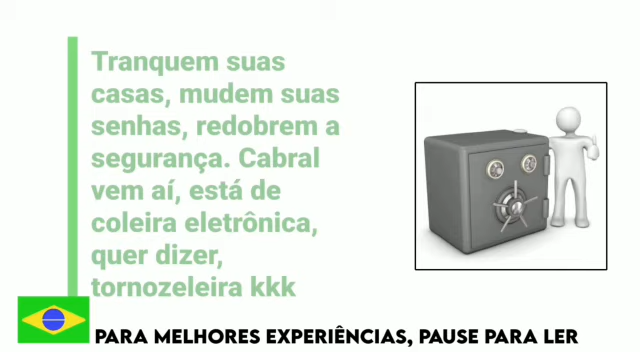 Tranquem suas
casas, mudem suas
senhas, redobrem a
segurança. Cabral
vem aí, está de
coleira eletrônica,
quer dizer,
tornozeleira kkk
PARA MELHORES EXPERIÊNCIAS, PAUSE PARA LER